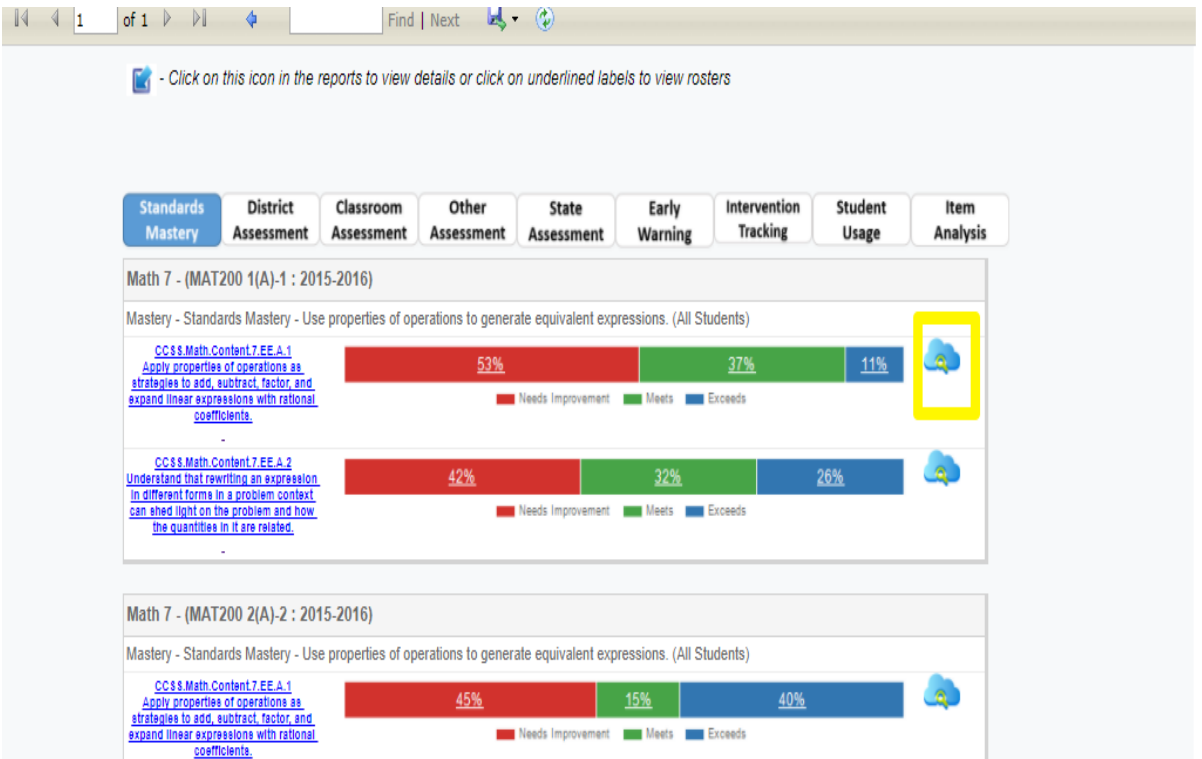 1 of 1 Find | Next
- Click on this icon in the reports to view details or click on underlined labels to view rosters
Standards Mastery
District Assessment
Classroom Assessment
Other Assessment
State Assessment
Early Warning
Intervention Tracking
Student Usage
Item Analysis
Math 7 - (MAT200 1(A)-1 : 2015-2016)
Mastery - Standards Mastery - Use properties of operations to generate equivalent expressions. (All Students)
CCSS.Math.Content.7.EE.A.1
Apply properties of operations as
strategies to add, subtract, factor, and
expand linear expressions with rational
coefficients.
-
53% 37% 11%
Needs Improvement Meets Exceeds
CCSS.Math.Content.7.EE.A.2
Understand that rewriting an expression
in different forms in a problem context
can shed light on the problem and how
the quantities in it are related.
-
42% 32% 26%
Needs Improvement Meets Exceeds
Math 7 - (MAT200 2(A)-2 : 2015-2016)
Mastery - Standards Mastery - Use properties of operations to generate equivalent expressions. (All Students)
CCSS.Math.Content.7.EE.A.1
Apply properties of operations as
strategies to add, subtract, factor, and
expand linear expressions with rational
coefficients.
45% 15% 40%
Needs Improvement Meets Exceeds